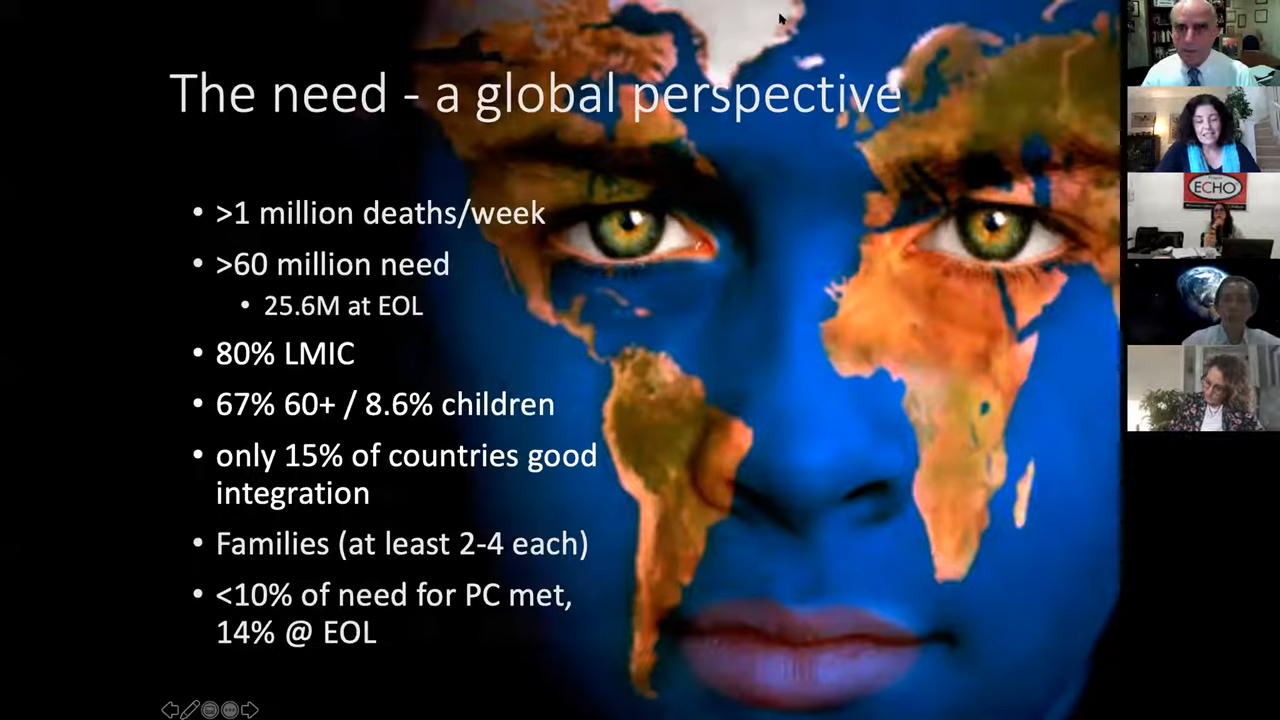 The need - a global perspective
• >1 million deaths/week
• >60 million need
• 25.6M at EOL
• 80% LMIC
• 67% 60+ / 8.6% children
• only 15% of countries good
integration
• Families (at least 2-4 each)
• <10% of need for PC met,
14% @ EOL
ECHO